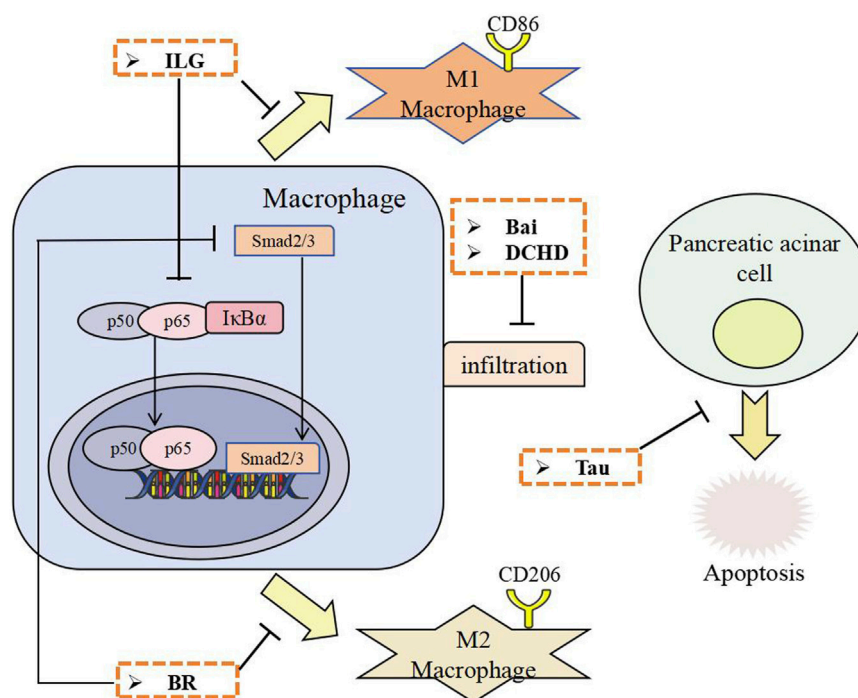 CD86
➢ ILG
M1
Macrophage
Macrophage
Smad2/3
➢ Bai
➢ DCHD
Pancreatic acinar
cell
p50
p65
IκBα
infiltration
p50
p65
Smad2/3
➢ Tau
Apoptosis
CD206
M2
Macrophage
➢ BR